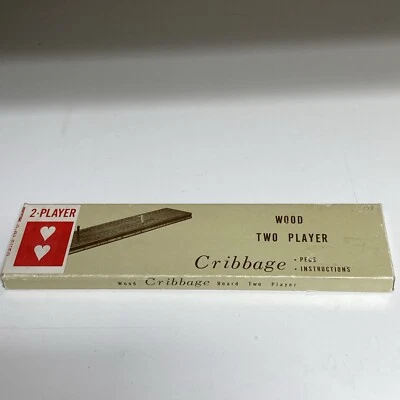 2-PLAYER
WOOD
TWO PLAYER
Cribbage
• PEGS
• INSTRUCTIONS
Wood Cribbage Board Two Player